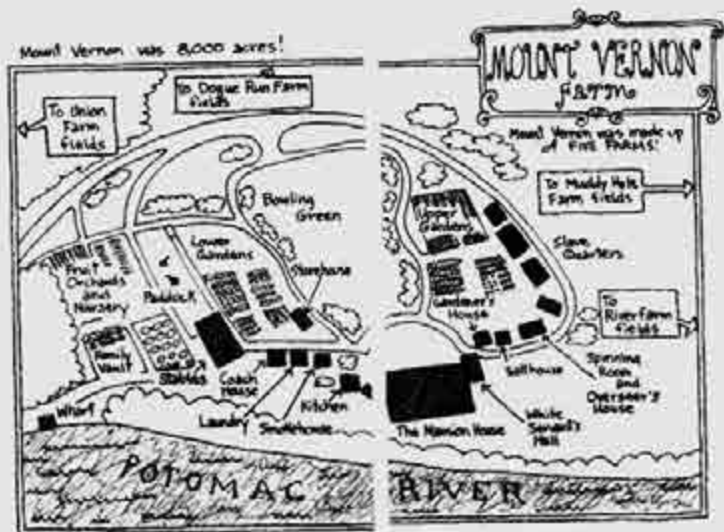 Mount Vernon was 8,000 acres!
MOUNT VERNON
FARM
Mount Vernon was made up
of FIVE FARMS!
To Union
Farm
fields
To Dogue Run Farm
fields
To Muddy Hole
Farm fields
To
River Farm
fields
Bowling
Green
Lower
Gardens
Storehouse
Fruit
Orchards
and
Nursery
Paddock
Family
Vault
Stables
Coach
House
Laundry
Smokehouse
Kitchen
Wharf
Upper
Gardens
Slave
Quarters
Gardener's
House
Salthouse
Spinning
Room
and
Overseer's
House
White
Servant's
Hall
The Mansion House
POTOMAC RIVER